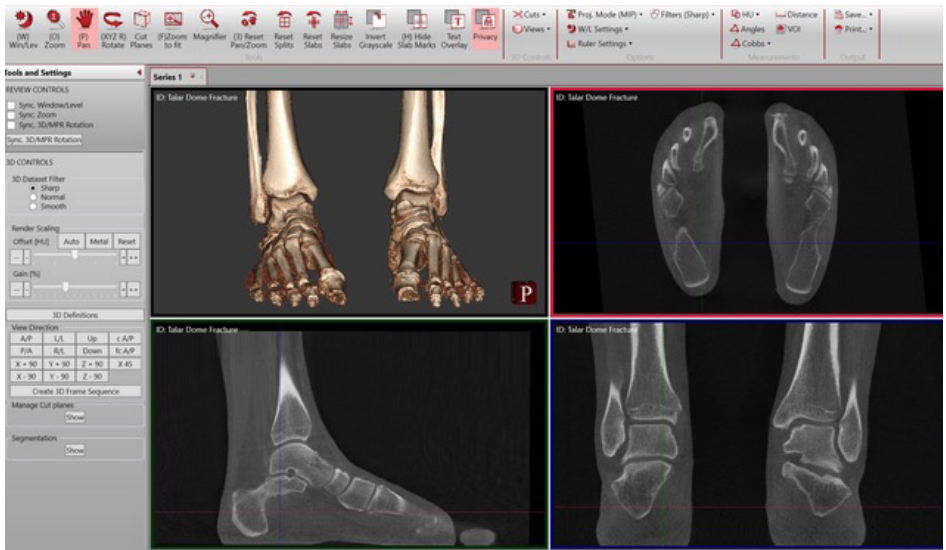 (W) Win/Lev
(O) Zoom
(P) Pan
(XYZ R) Rotate
Cut Planes
(F)Zoom to fit
Magnifier
(3) Reset Pan/Zoom
Reset Splits
Reset Slabs
Resize Slabs
Invert Grayscale
(H) Hide Slab Marks
Text Overlay
Privacy
Tools
Cuts
Views
3D Controls
Proj. Mode (MIP)
Filters (Sharp)
W/L Settings
Ruler Settings
Options
HU
Distance
Angles
VOI
Cobbs
Measurements
Save...
Print...
Output
Tools and Settings
Series 1
REVIEW CONTROLS
Sync. Window/Level
Sync. Zoom
Sync. 3D/MPR Rotation
Sync. 3D/MPR Rotation
3D CONTROLS
3D Dataset Filter
Sharp
Normal
Smooth
Render Scaling
Offset [HU] Auto Metal Reset
-- - + ++
Gain [%]
-- - + ++
3D Definitions
View Direction
A/P L/L Up c A/P
P/A R/L Down fc A/P
X + 90 Y + 90 Z + 90 X 45
X - 90 Y - 90 Z - 90
Create 3D Frame Sequence
Manage Cut planes
Show
Segmentation
Show
ID: Talar Dome Fracture
P
ID: Talar Dome Fracture
ID: Talar Dome Fracture
ID: Talar Dome Fracture